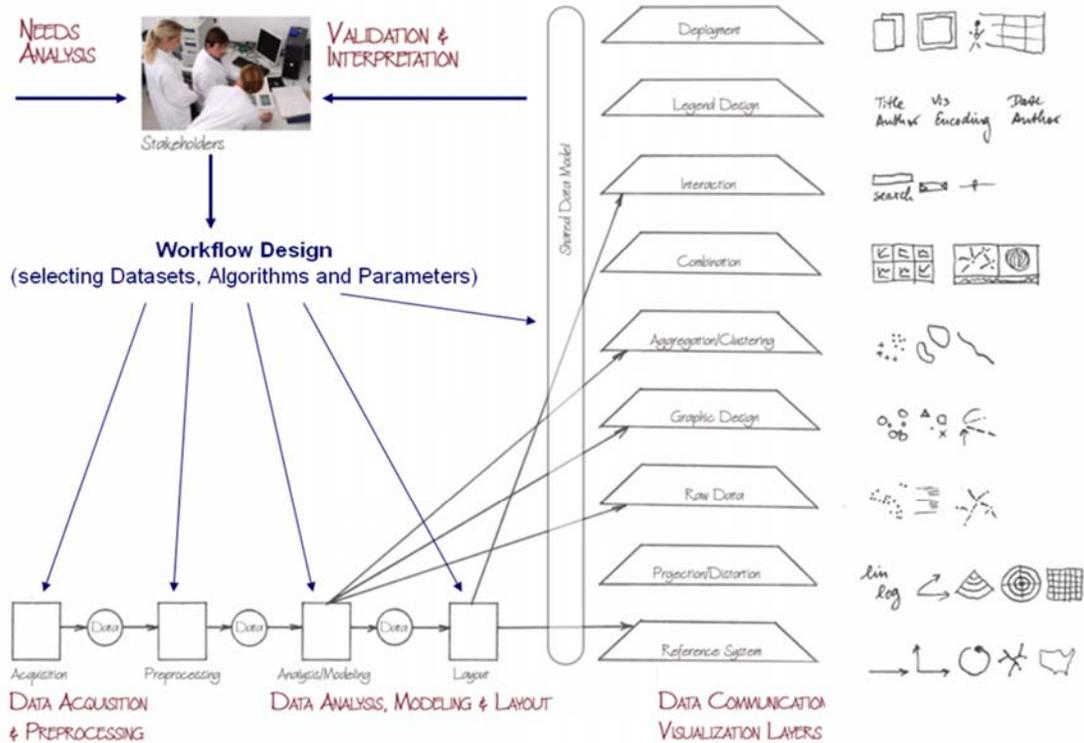 NEEDS
ANALYSIS
VALIDATION &
INTERPRETATION
Stakeholders
Workflow Design
(selecting Datasets, Algorithms and Parameters)
Shared Data Model
Deployment
Legend Design
Interaction
Combination
Aggregation/Clustering
Graphic Design
Raw Data
Projection/Distortion
Reference System
Title
Author
Vis
Encoding
Date
Author
search
lin
log
Data
Data
Data
Acquisition
Preprocessing
Analysis/Modeling
Layout
DATA ACQUISITION
& PREPROCESSING
DATA ANALYSIS, MODELING & LAYOUT
DATA COMMUNICATION
VISUALIZATION LAYERS